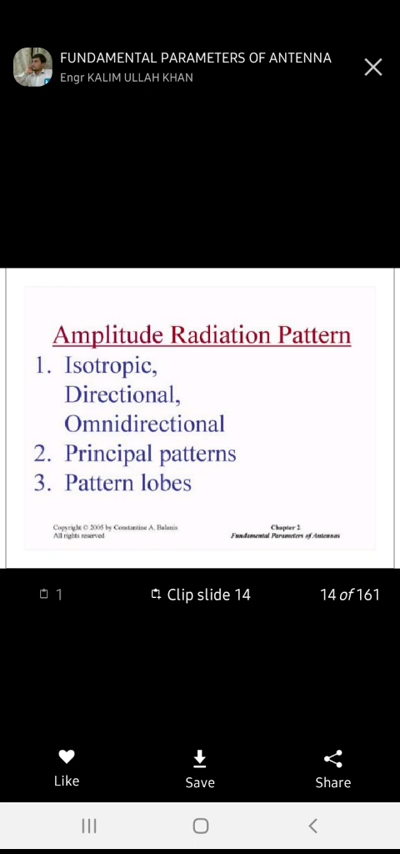 FUNDAMENTAL PARAMETERS OF ANTENNA
Engr KALIM ULLAH KHAN
Amplitude Radiation Pattern
1. Isotropic,
Directional,
Omnidirectional
2. Principal patterns
3. Pattern lobes
Copyright © 2005 by Constantine A. Balanis
All rights reserved
Chapter 2
Fundamental Parameters of Antennas
1
Clip slide 14
14 of 161
Like
Save
Share